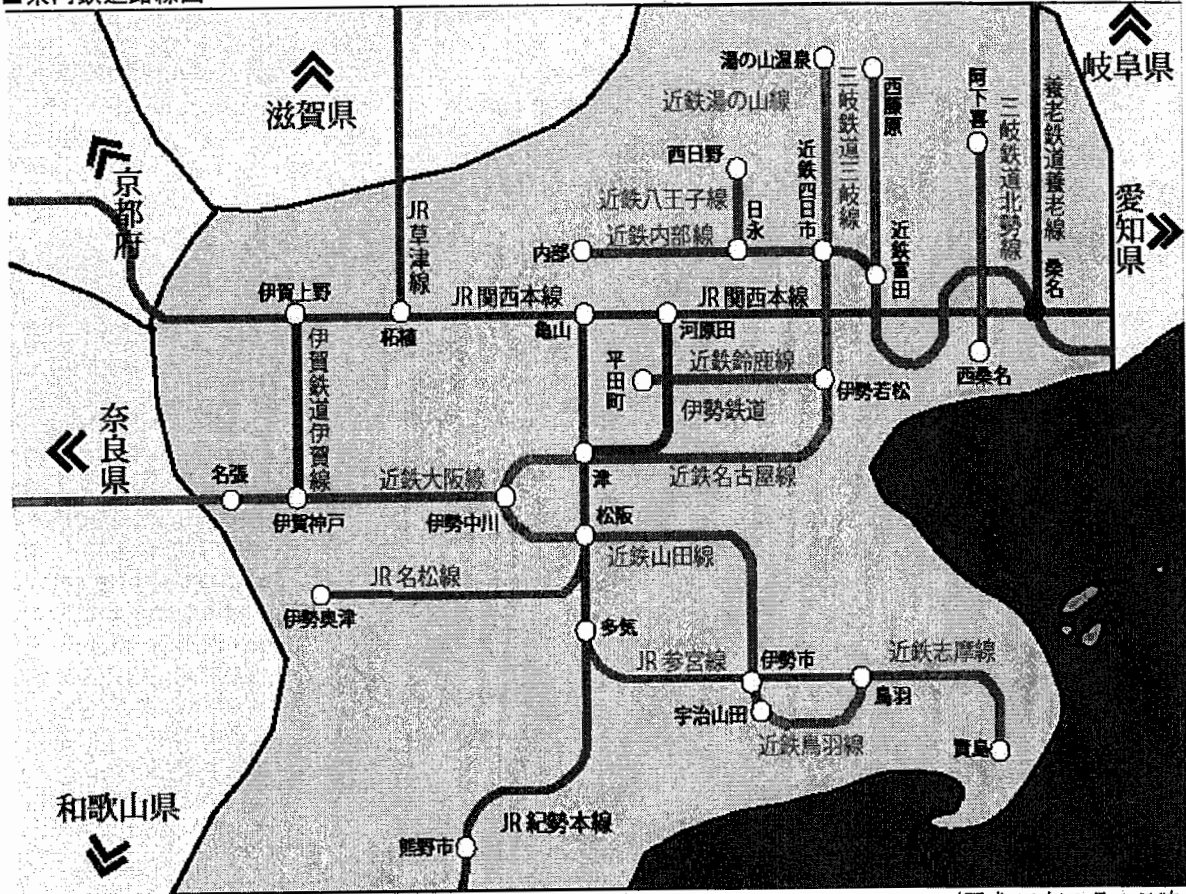 滋賀県
岐阜県
京都府
愛知県
奈良県
和歌山県
湯の山温泉
近鉄湯の山線
三岐鉄道三岐線
西藤原
阿下喜
三岐鉄道北勢線
養老鉄道養老線
桑名
西日野
近鉄八王子線
日永
近鉄四日市
近鉄内部線
内部
近鉄富田
JR草津線
伊賀上野
柘植
JR関西本線
亀山
JR関西本線
河原田
平田町
近鉄鈴鹿線
伊勢若松
西桑名
伊賀鉄道伊賀線
伊勢鉄道
名張
近鉄大阪線
津
近鉄名古屋線
伊賀神戸
伊勢中川
松阪
近鉄山田線
JR名松線
伊勢奥津
多気
JR参宮線
伊勢市
近鉄志摩線
鳥羽
宇治山田
近鉄鳥羽線
賢島
JR紀勢本線
熊野市